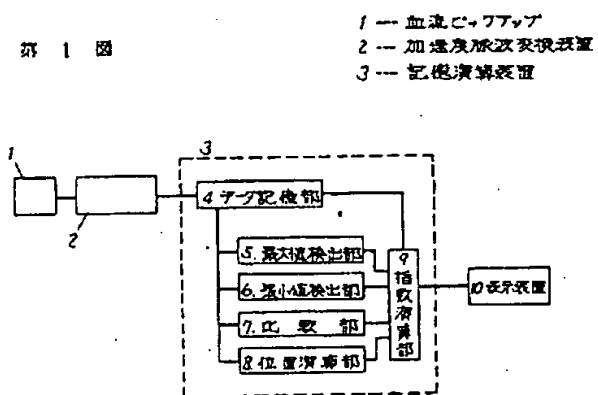 第 1 図
1 --- 血流ピックアップ
2 --- 加速度脈波変換装置
3 --- 記憶演算装置
1
2
3
4 データ記憶部
5. 最大値検出部
6. 最小値検出部
7. 比較部
8. 位置演算部
9 指数演算部
10 表示装置